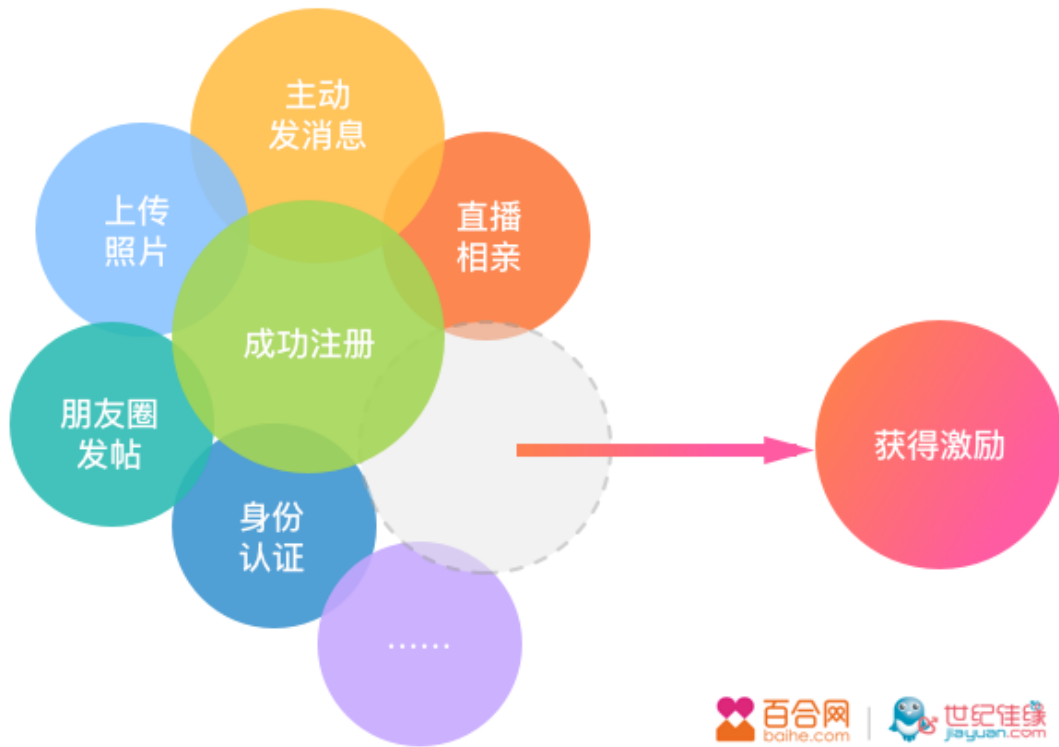 主动
发消息
上传
照片
直播
相亲
成功注册
朋友圈
发帖
获得激励
身份
认证
......
百合网
baihe.com
世纪佳缘
jiayuan.com